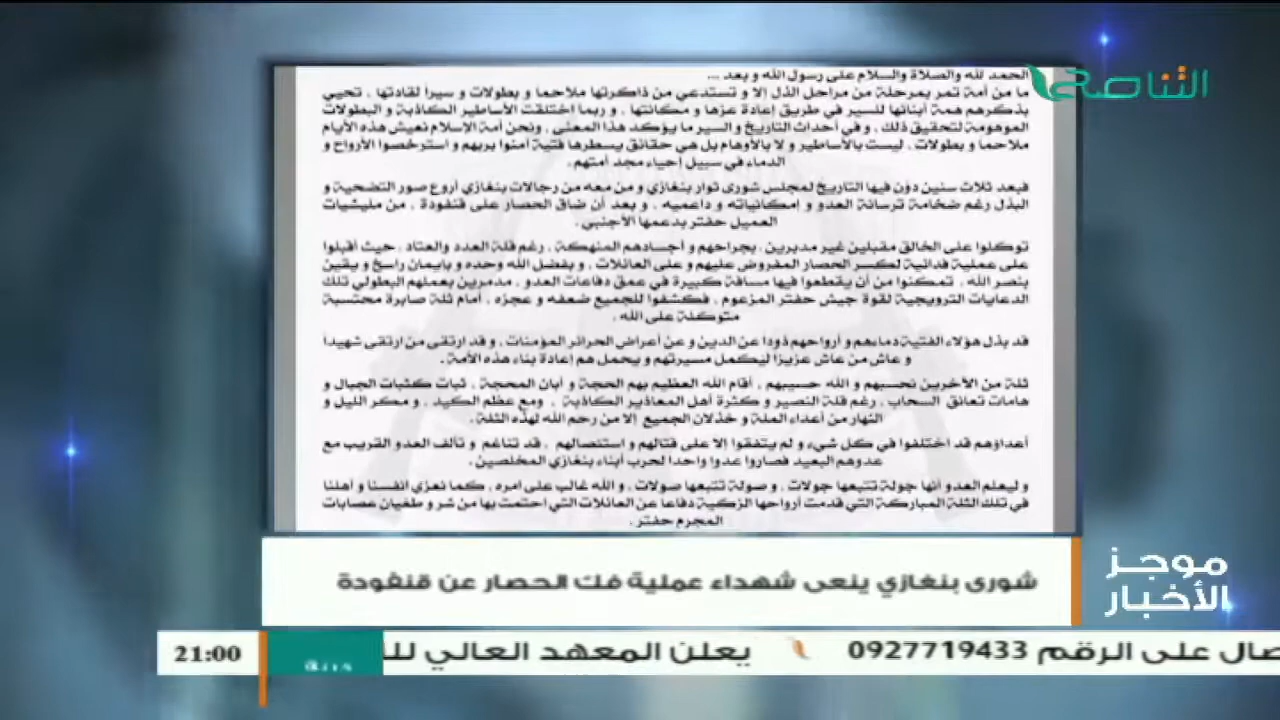 التناصح
الحمد لله والصلاة والسلام على رسول الله و بعد ...
ما من أمة تمر بمرحلة من مراحل الذل إلا و تستدعي من ذاكرتها ملاحما و بطولات و سيراً لقادتها ، تحيي
بذكرهم همة أبنائها للسير في طريق إعادة عزها و مكانتها ، و ربما اختلقت الأساطير الكاذبة و البطولات
الموهومة لتحقيق ذلك ، و في أحداث التاريخ و السير ما يؤكد هذا المعنى ، ونحن أمة الإسلام نعيش هذه الأيام
ملاحما و بطولات ، ليست بالأساطير و لا بالأوهام بل هي حقائق يسطرها فتية آمنوا بربهم و استرخصوا الأرواح و
الدماء في سبيل إحياء مجد أمتهم .
فبعد ثلاث سنين دوّن فيها التاريخ لمجلس شورى ثوار بنغازي و من معه من رجالات بنغازي أروع صور التضحية و
البذل رغم ضخامة ترسانة العدو و إمكانياته و داعميه ، و بعد أن ضاق الحصار على قنفودة ، من مليشيات
العميل حفتر بدعمها الأجنبي .
توكلوا على الخالق مقبلين غير مدبرين ، بجراحهم و أجسادهم المنهكة ، رغم قلة العدد والعتاد ، حيث أقبلوا
على عملية فدائية لكسر الحصار المفروض عليهم و على العائلات ، و بفضل الله وحده و بإيمان راسخ و يقين
بنصر الله ، تمكنوا من أن يقطعوا فيها مسافة كبيرة في عمق دفاعات العدو ، مدمرين بعملهم البطولي تلك
الدعايات الترويجية لقوة جيش حفتر المزعوم ، فكشفوا للجميع ضعفه و عجزه ، أمام ثلة صابرة محتسبة
متوكلة على الله .
قد بذل هؤلاء الفتية دماءهم و أرواحهم ذوداً عن الدين و عن أعراض الحرائر المؤمنات ، و قد ارتقى من ارتقى شهيداً
و عاش من عاش عزيزا ليكمل مسيرتهم و يحمل هم إعادة بناء هذه الأمة .
ثلة من الآخرين نحسبهم و الله حسيبهم ، أقام الله العظيم بهم الحجة و أبان المحجة ، ثبات كثبات الجبال و
هامات تعانق السحاب ، رغم قلة النصير و كثرة أهل المعاذير الكاذبة ، ومع عظم الكيد ، و مكر الليل و
النهار من أعداء الملة و خذلان الجميع إلا من رحم الله لهذه الثلة .
أعداؤهم قد اختلفوا في كل شيء و لم يتفقوا إلا على قتالهم و استئصالهم ، قد تناغم و تآلف العدو القريب مع
عدوهم البعيد فصاروا عدوا واحدا لحرب أبناء بنغازي المخلصين .
و ليعلم العدو أنها جولة تتبعها جولات ، و صولة تتبعها صولات ، و الله غالب على امره ، كما نعزي انفسنا و أهلنا
في تلك الثلة المباركة التي قدمت أرواحها الزكية دفاعا عن العائلات التي احتمت بها من شر و طغيان عصابات
المجرم حفتر .
شورى بنغازي ينعى شهداء عملية فك الحصار عن قنفودة
موجز
الأخبار
صال على الرقم 0927719433
يعلن المعهد العالي لل
21:00